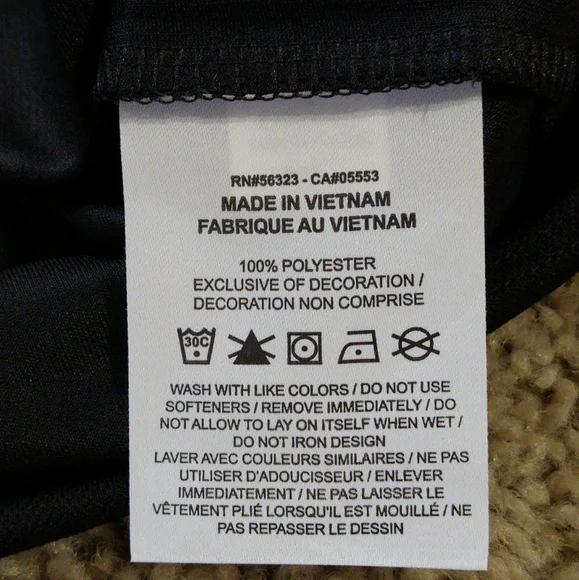 RN#56323 - CA#05553
MADE IN VIETNAM
FABRIQUE AU VIETNAM
100% POLYESTER
EXCLUSIVE OF DECORATION /
DECORATION NON COMPRISE
30C
WASH WITH LIKE COLORS / DO NOT USE
SOFTENERS / REMOVE IMMEDIATELY / DO
NOT ALLOW TO LAY ON ITSELF WHEN WET /
DO NOT IRON DESIGN
LAVER AVEC COULEURS SIMILAIRES / NE PAS
UTILISER D'ADOUCISSEUR / ENLEVER
IMMEDIATEMENT / NE PAS LAISSER LE
VÊTEMENT PLIÉ LORSQU'IL EST MOUILLÉ / NE
PAS REPASSER LE DESSIN